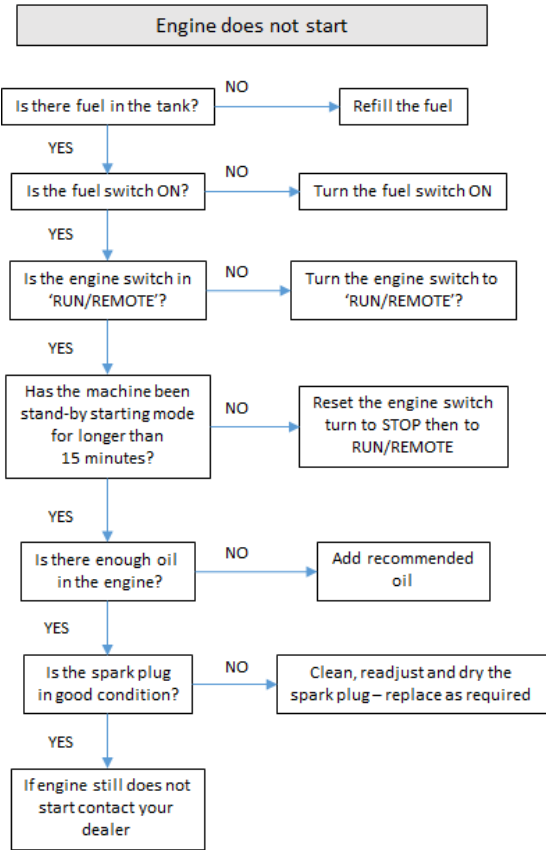 Engine does not start
Is there fuel in the tank?
NO
Refill the fuel
YES
Is the fuel switch ON?
NO
Turn the fuel switch ON
YES
Is the engine switch in
‘RUN/REMOTE’?
NO
Turn the engine switch to
‘RUN/REMOTE’?
YES
Has the machine been
stand-by starting mode
for longer than
15 minutes?
NO
Reset the engine switch
turn to STOP then to
RUN/REMOTE
YES
Is there enough oil
in the engine?
NO
Add recommended
oil
YES
Is the spark plug
in good condition?
NO
Clean, readjust and dry the
spark plug – replace as required
YES
If engine still does not
start contact your
dealer